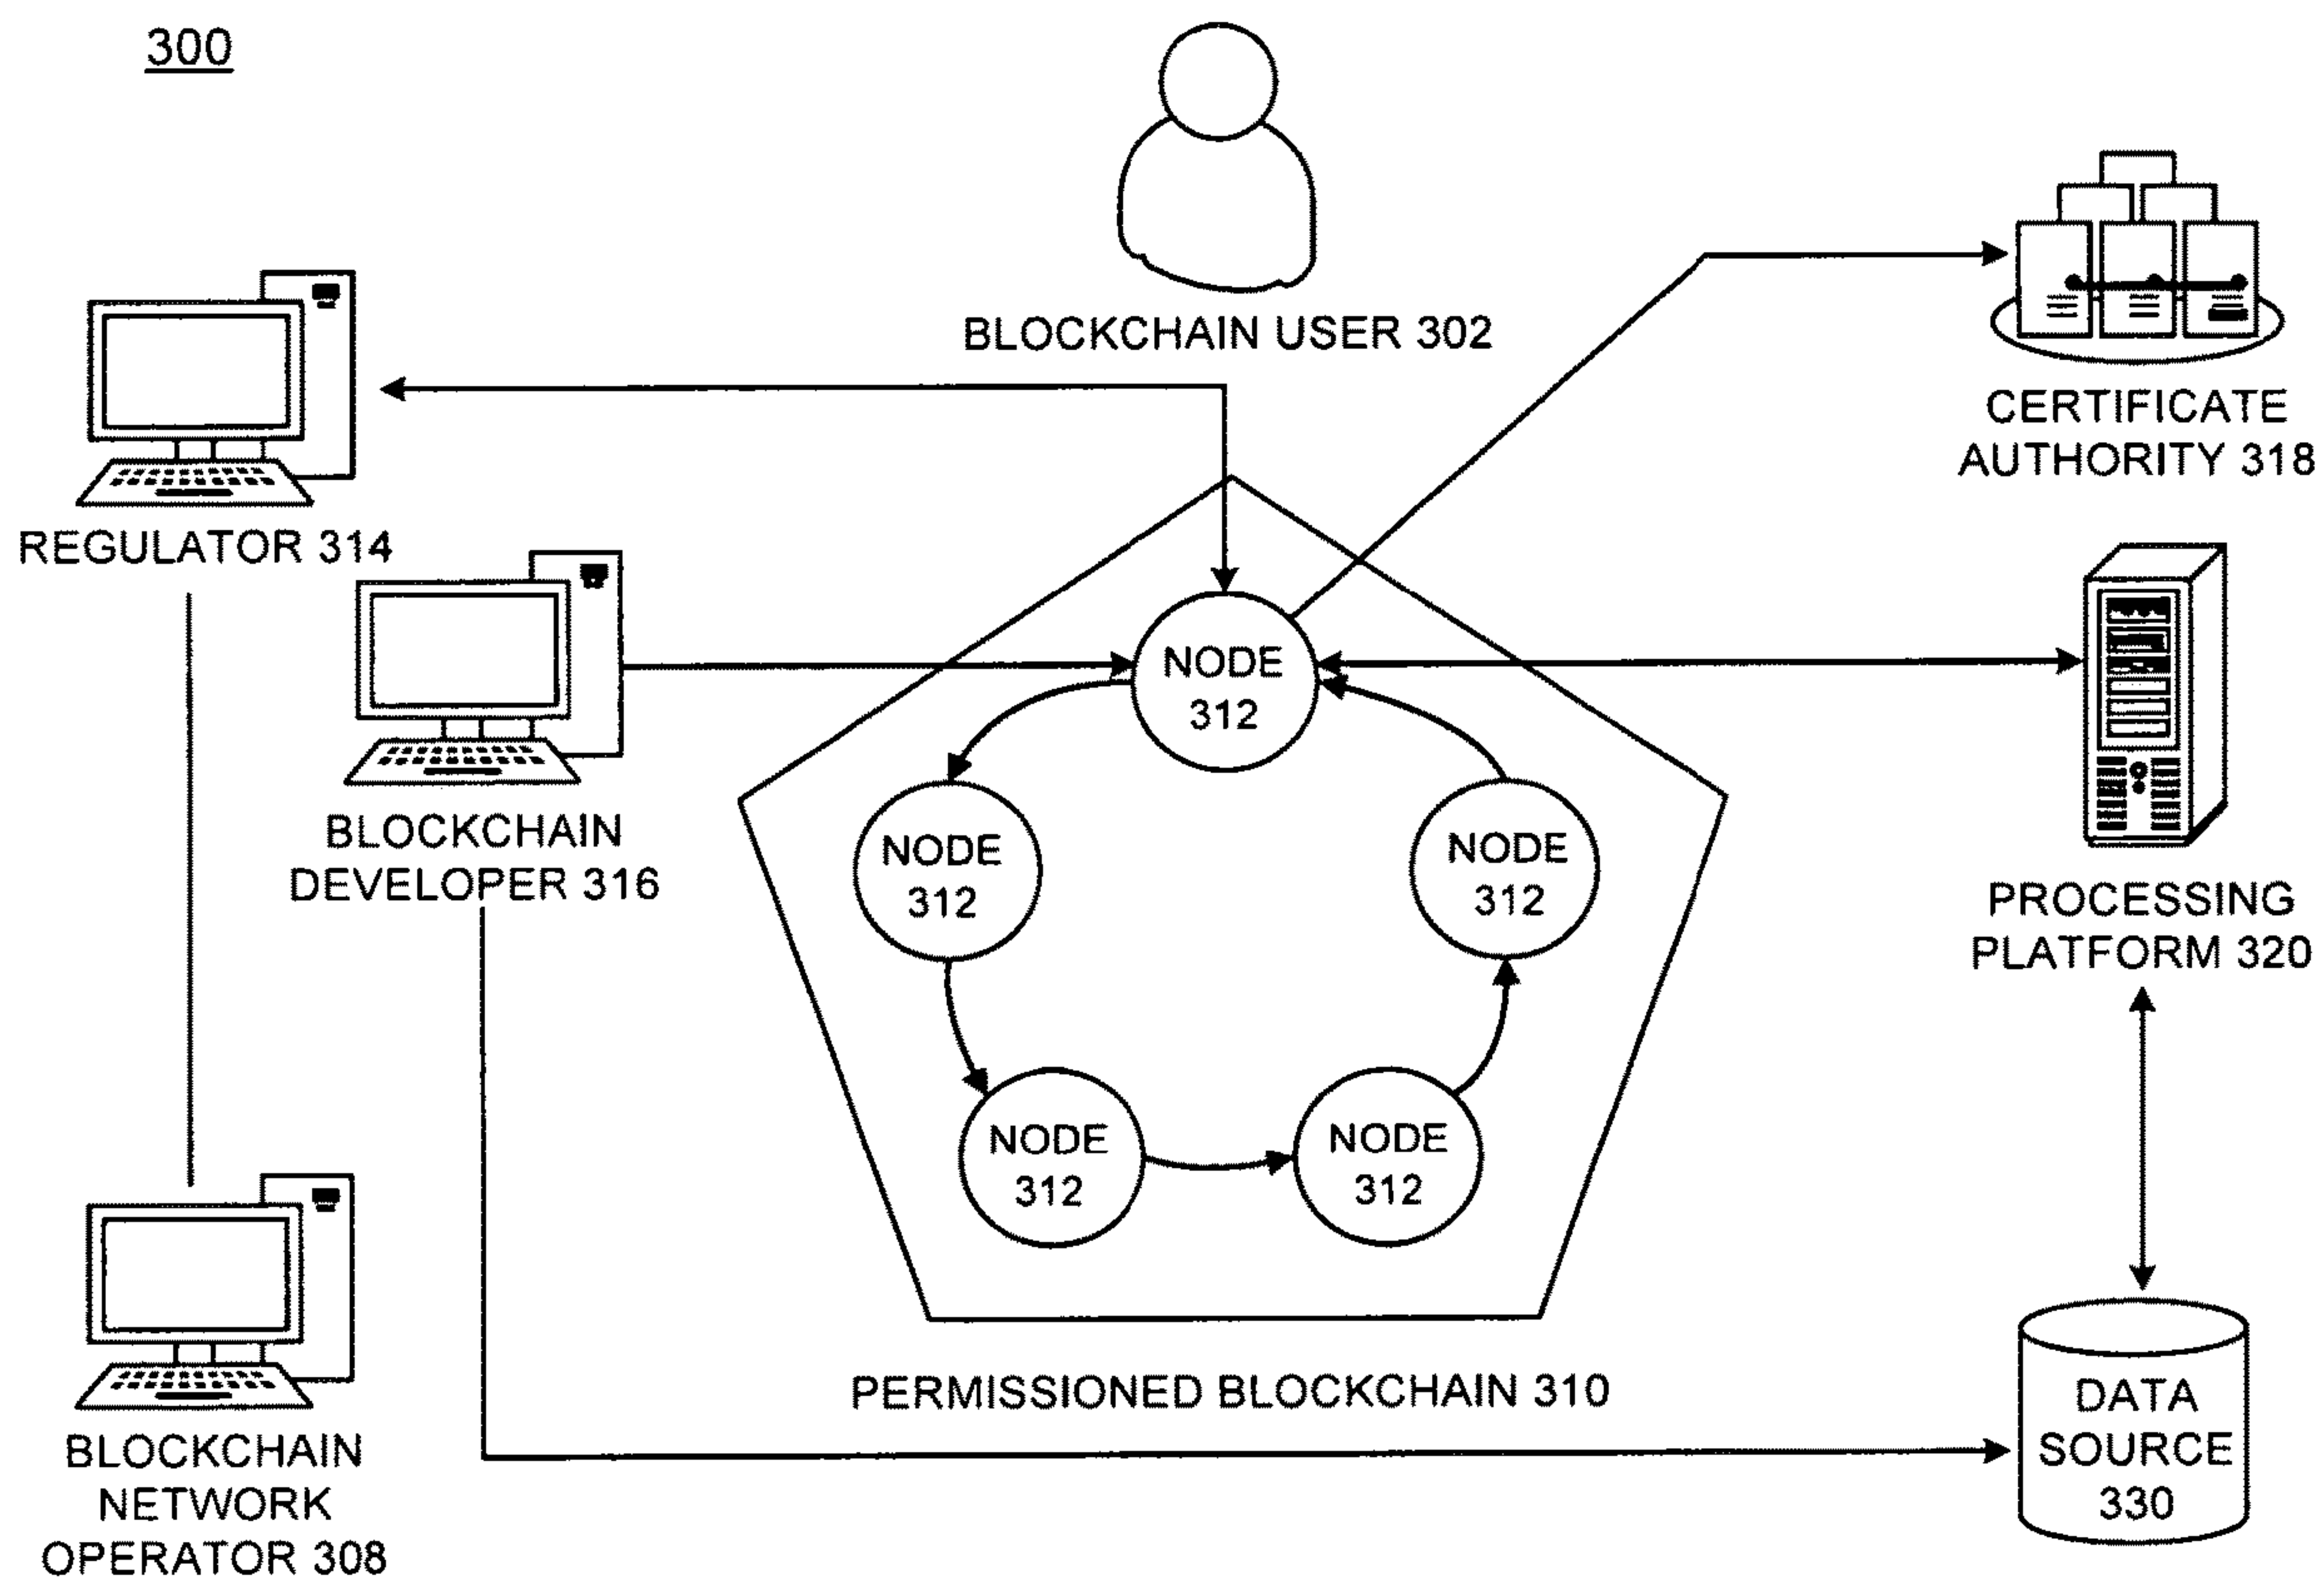 300
BLOCKCHAIN USER 302
CERTIFICATE
AUTHORITY 318
REGULATOR 314
NODE
312
BLOCKCHAIN
DEVELOPER 316
NODE
312
NODE
312
PROCESSING
PLATFORM 320
NODE
312
NODE
312
PERMISSIONED BLOCKCHAIN 310
DATA
SOURCE
330
BLOCKCHAIN
NETWORK
OPERATOR 308